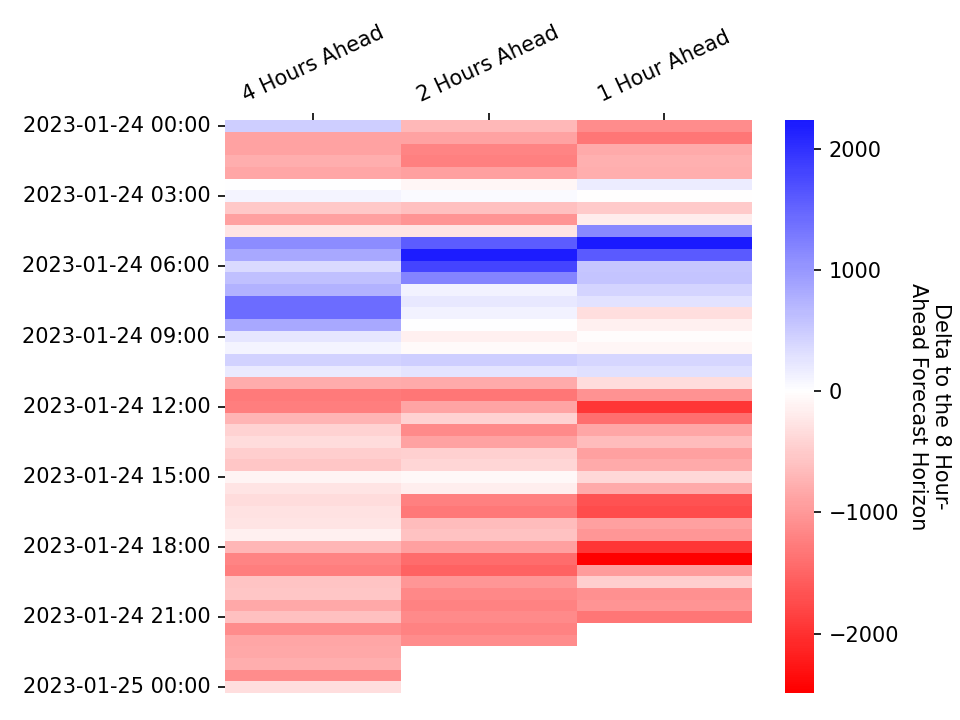 4 Hours Ahead
2 Hours Ahead
1 Hour Ahead
2023-01-24 00:00
2023-01-24 03:00
2023-01-24 06:00
2023-01-24 09:00
2023-01-24 12:00
2023-01-24 15:00
2023-01-24 18:00
2023-01-24 21:00
2023-01-25 00:00
2000
1000
0
−1000
−2000
Delta to the 8 Hour-
Ahead Forecast Horizon